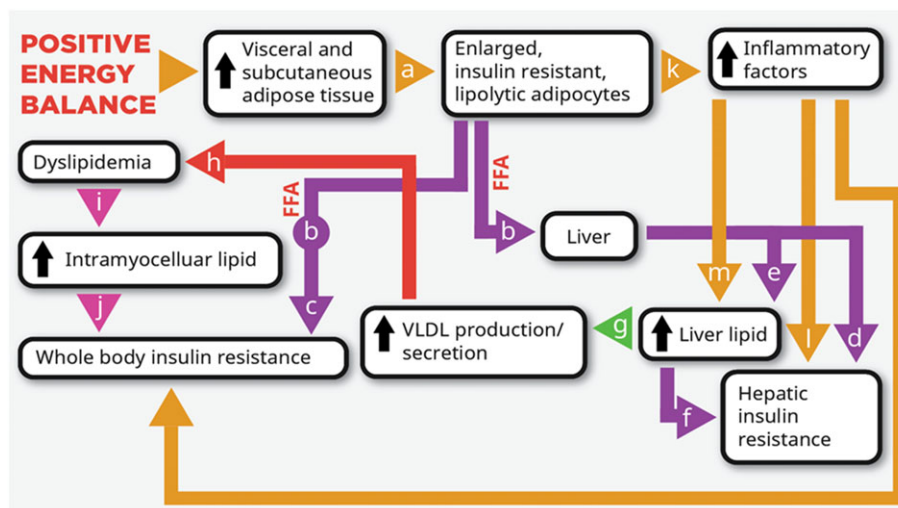 POSITIVE
ENERGY
BALANCE
Visceral and
subcutaneous
adipose tissue
a
Enlarged,
insulin resistant,
lipolytic adipocytes
k
Inflammatory
factors
Dyslipidemia
h
FFA
FFA
i
b
b
Liver
Intramyocelluar lipid
m
e
j
c
Whole body insulin resistance
VLDL production/
secretion
g
Liver lipid
l
d
f
Hepatic
insulin
resistance